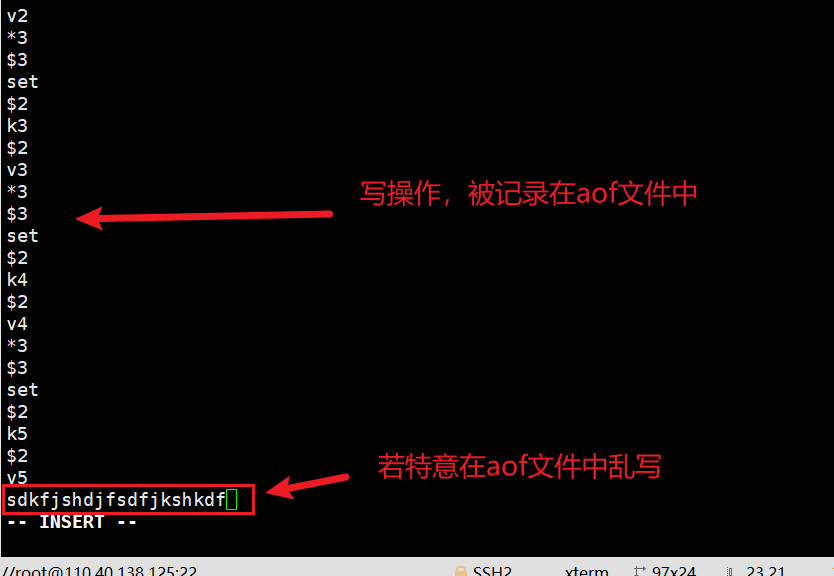 v2
*3
$3
set
$2
k3
$2
v3
*3
写操作，被记录在aof文件中
$3
set
$2
k4
$2
v4
*3
$3
set
$2
k5
$2
若特意在aof文件中乱写
v5
sdkfjshdjfsdfjkshkdf
-- INSERT --
//root@110.40.138.125:22 SSH2 xterm 97x24 23,21